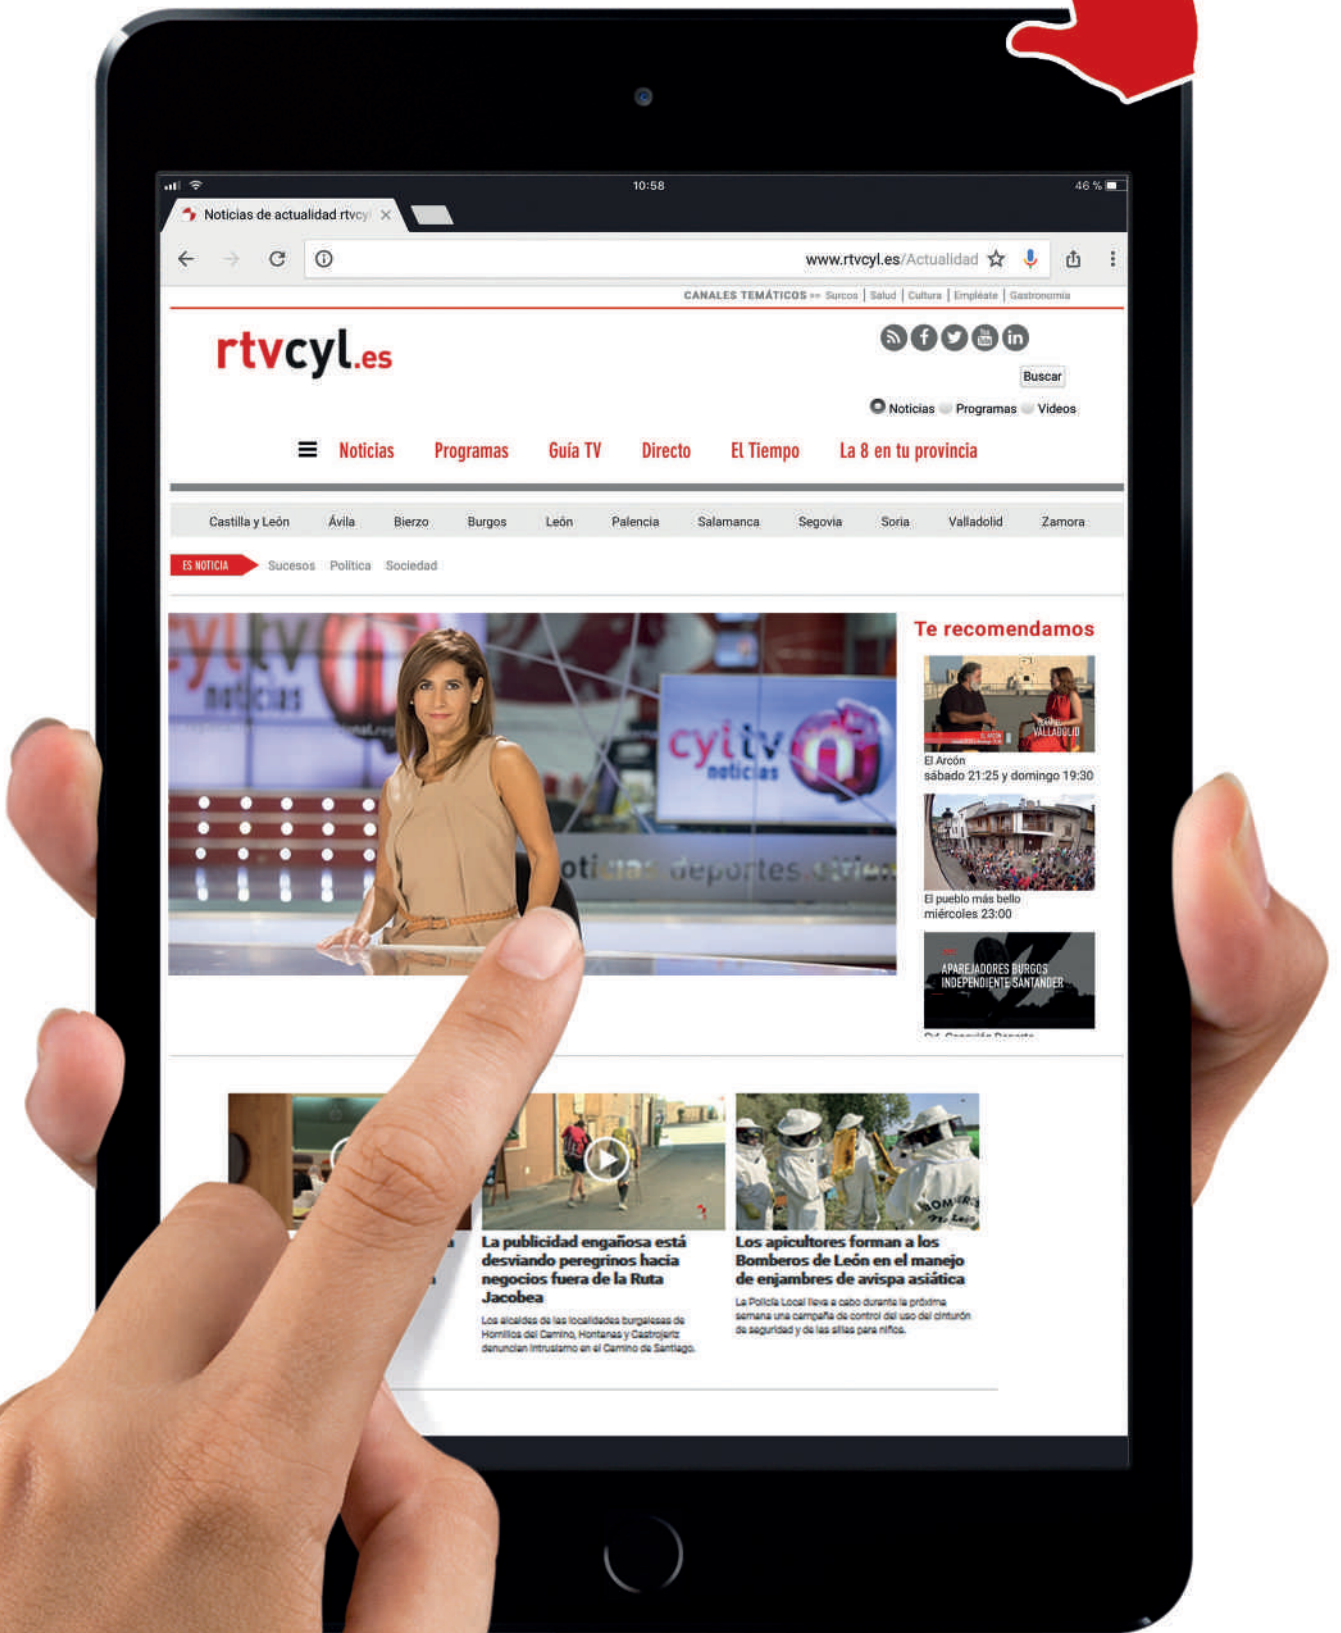 10:58
46 %
Noticias de actualidad rtvcyl
www.rtvcyl.es/Actualidad
CANALES TEMÁTICOS »» Surcos | Salud | Cultura | Empléate | Gastronomía
rtvcyl.es
Buscar
Noticias Programas Videos
Noticias Programas Guía TV Directo El Tiempo La 8 en tu provincia
Castilla y León Ávila Bierzo Burgos León Palencia Salamanca Segovia Soria Valladolid Zamora
ES NOTICIA Sucesos Política Sociedad
cyltv
noticias
cyltv
noticias
noticias.deportes.
Te recomendamos
VALLADOLID
El Arcón
sábado 21:25 y domingo 19:30
El pueblo más bello
miércoles 23:00
APAREJADORES BURGOS
INDEPENDIENTE SANTANDER
La publicidad engañosa está
desviando peregrinos hacia
negocios fuera de la Ruta
Jacobea
Los alcaldes de las localidades burgalesas de
Hornillos del Camino, Hontanas y Castrojeriz
denuncian intrusismo en el Camino de Santiago.
BOMBEROS
Los apicultores forman a los
Bomberos de León en el manejo
de enjambres de avispa asiática
La Policía Local lleva a cabo durante la próxima
semana una campaña de control del uso del cinturón
de seguridad y de las sillas para niños.